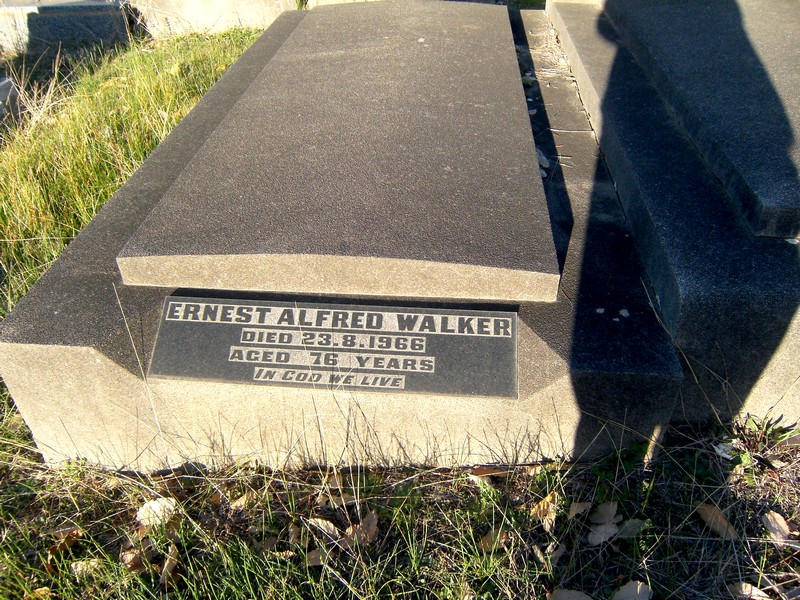 ERNEST ALFRED WALKER
DIED 23.8.1966
AGED 76 YEARS
IN GOD WE LIVE